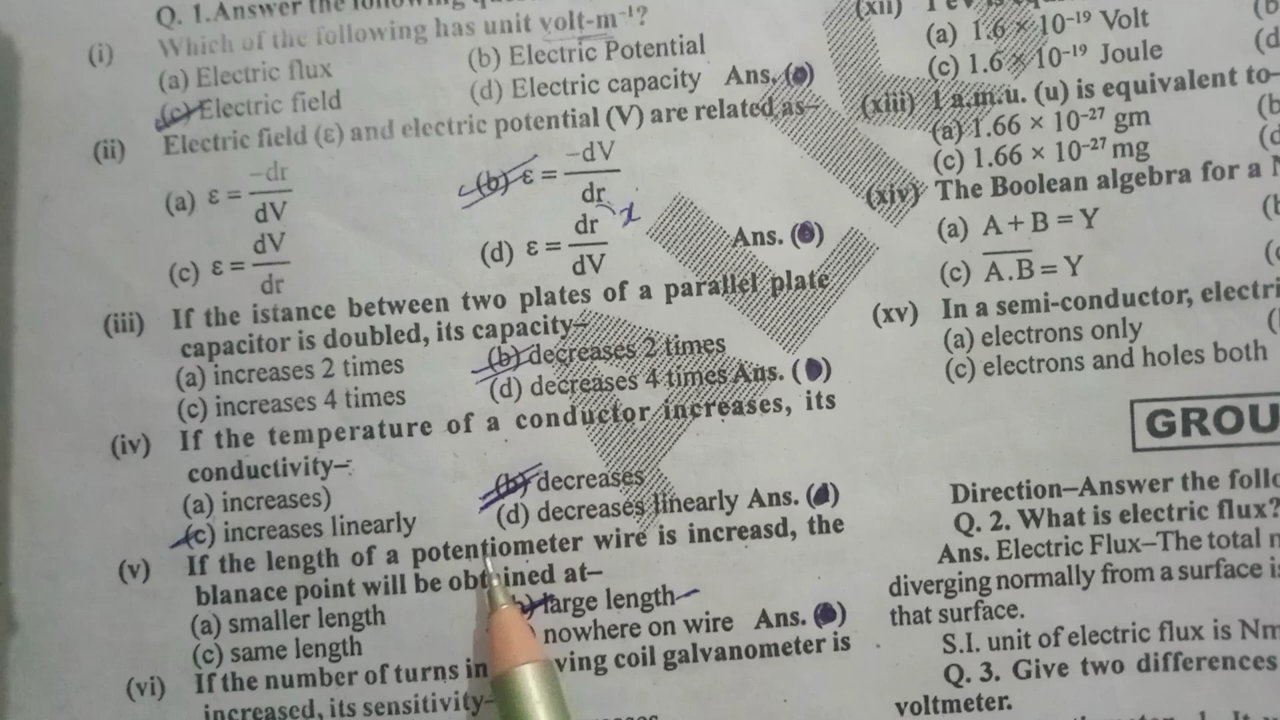 Q. 1. Answer the following
(i) Which of the following has unit volt-m⁻¹?
(a) Electric flux
(b) Electric Potential
(c) Electric field
(d) Electric capacity Ans. ( )
(ii) Electric field (ε) and electric potential (V) are related as–
(a) ε = -dr/dV
(b) ε = -dV/dr
x
(c) ε = dV/dr
(d) ε = dr/dV
Ans. ( )
(iii) If the istance between two plates of a parallel plate
capacitor is doubled, its capacity–
(a) increases 2 times
(b) decreases 2 times
(c) increases 4 times
(d) decreases 4 times Ans. ( )
(iv) If the temperature of a conductor increases, its
conductivity–
(a) increases)
(b) decreases
(c) increases linearly
(d) decreases linearly Ans. (d)
(v) If the length of a potentiometer wire is increasd, the
blanace point will be obtained at–
(a) smaller length
large length
(c) same length
nowhere on wire Ans. ( )
(vi) If the number of turns in ving coil galvanometer is
increased, its sensitivity–
(xii) 1 eV is
(a) 1.6 × 10⁻¹⁹ Volt
(c) 1.6 × 10⁻¹⁹ Joule
(xiii) 1 a.m.u. (u) is equivalent to–
(a) 1.66 × 10⁻²⁷ gm
(c) 1.66 × 10⁻²⁷ mg
(xiv) The Boolean algebra for a
(a) A + B = Y
(c) A̅.̅B̅ = Y
(xv) In a semi-conductor, electri
(a) electrons only
(c) electrons and holes both
GROU
Direction–Answer the follo
Q. 2. What is electric flux?
Ans. Electric Flux–The total n
diverging normally from a surface is
that surface.
S.I. unit of electric flux is Nm
Q. 3. Give two differences
voltmeter.